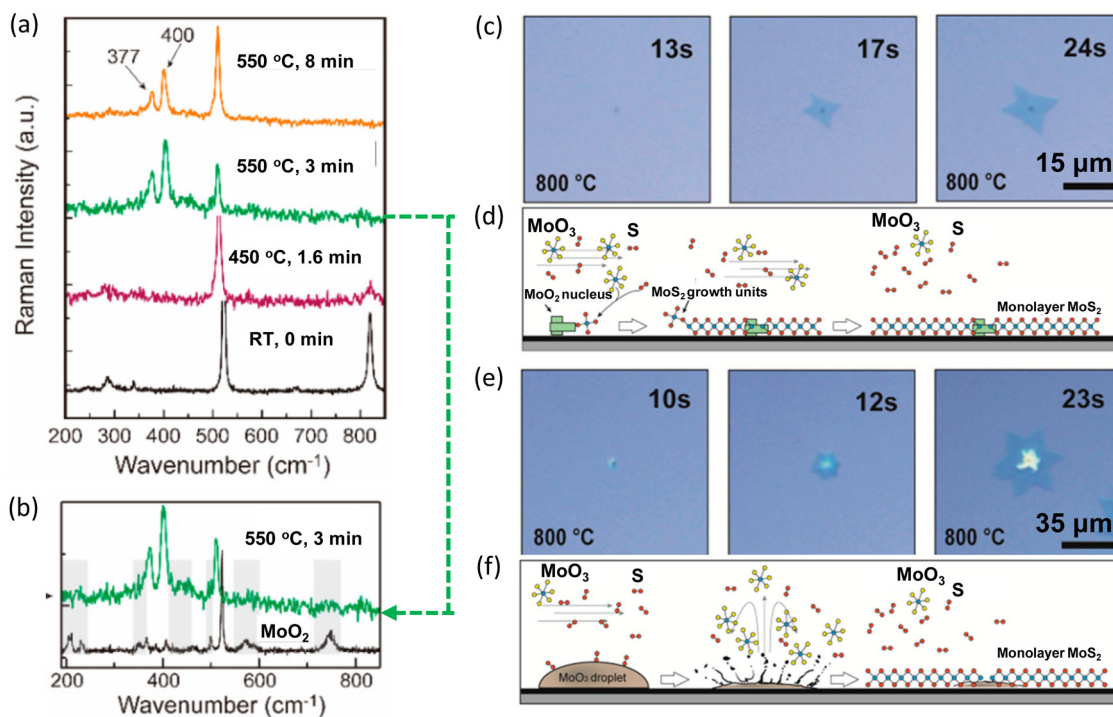 (a)
377
400
550 °C, 8 min
550 °C, 3 min
450 °C, 1.6 min
RT, 0 min
Raman Intensity (a.u.)
200 300 400 500 600 700 800
Wavenumber (cm-1)
(b)
550 °C, 3 min
MoO2
200 400 600 800
Wavenumber (cm-1)
(c)
13s
17s
24s
800 °C
15 µm
(d)
MoO3
S
MoO2 nucleus
MoS2 growth units
MoO3
S
Monolayer MoS2
(e)
10s
12s
23s
800 °C
800 °C
35 µm
(f)
MoO3
S
MoO3 droplet
MoO3
S
Monolayer MoS2